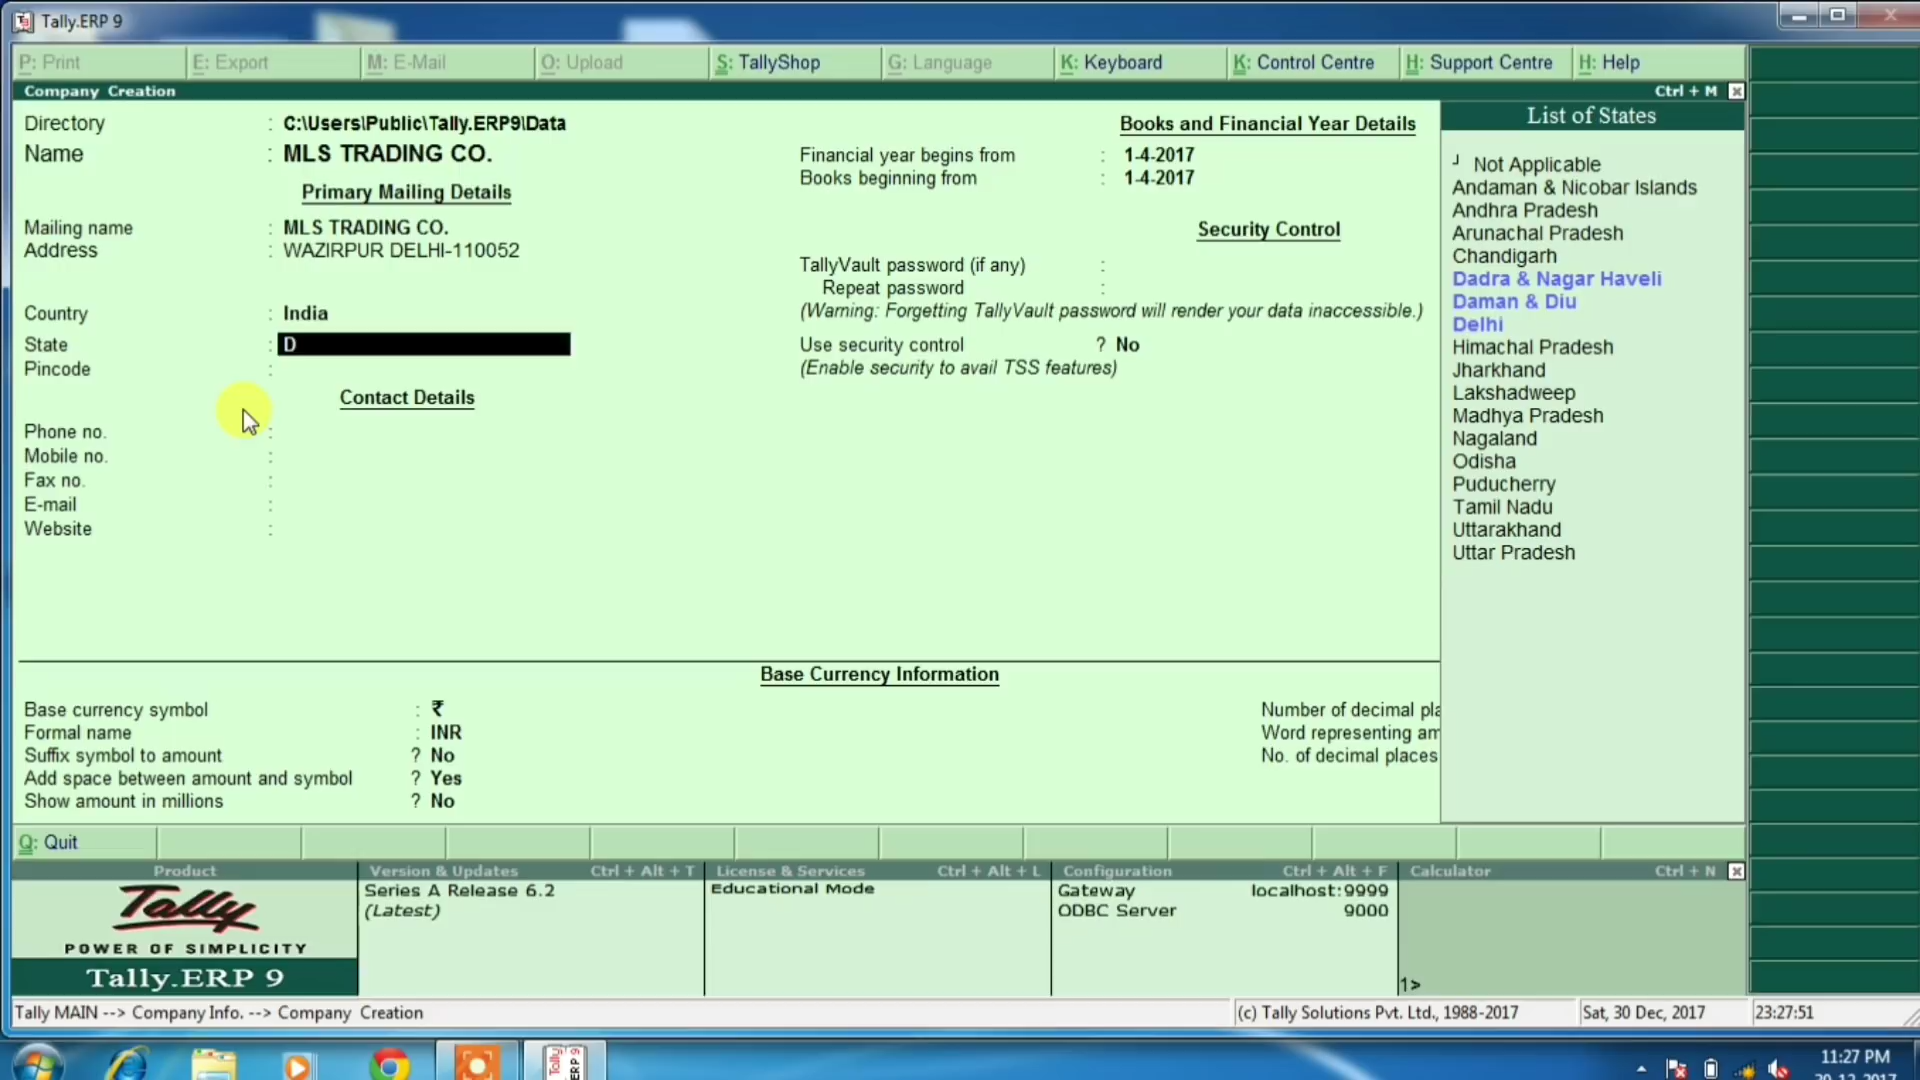 Tally.ERP 9
P: Print
E: Export
M: E-Mail
O: Upload
S: TallyShop
G: Language
K: Keyboard
K: Control Centre
H: Support Centre
H: Help
Company Creation
Ctrl + M
Directory : C:\Users\Public\Tally.ERP9\Data
Name : MLS TRADING CO.
Primary Mailing Details
Mailing name : MLS TRADING CO.
Address : WAZIRPUR DELHI-110052
Country : India
State : D
Pincode :
Contact Details
Phone no. :
Mobile no. :
Fax no. :
E-mail :
Website :
Books and Financial Year Details
Financial year begins from : 1-4-2017
Books beginning from : 1-4-2017
Security Control
TallyVault password (if any) :
Repeat password :
(Warning: Forgetting TallyVault password will render your data inaccessible.)
Use security control ? No
(Enable security to avail TSS features)
List of States
Not Applicable
Andaman & Nicobar Islands
Andhra Pradesh
Arunachal Pradesh
Chandigarh
Dadra & Nagar Haveli
Daman & Diu
Delhi
Himachal Pradesh
Jharkhand
Lakshadweep
Madhya Pradesh
Nagaland
Odisha
Puducherry
Tamil Nadu
Uttarakhand
Uttar Pradesh
Base Currency Information
Base currency symbol : ₹
Formal name : INR
Suffix symbol to amount ? No
Add space between amount and symbol ? Yes
Show amount in millions ? No
Number of decimal pla
Word representing am
No. of decimal places
Q: Quit
Product
Tally
POWER OF SIMPLICITY
Tally.ERP 9
Version & Updates Ctrl + Alt + T
Series A Release 6.2
(Latest)
License & Services Ctrl + Alt + L
Educational Mode
Configuration Ctrl + Alt + F
Gateway localhost:9999
ODBC Server 9000
Calculator Ctrl + N
1>
Tally MAIN --> Company Info. --> Company Creation
(c) Tally Solutions Pvt. Ltd., 1988-2017
Sat, 30 Dec, 2017
23:27:51
Tally
ERP 9
11:27 PM